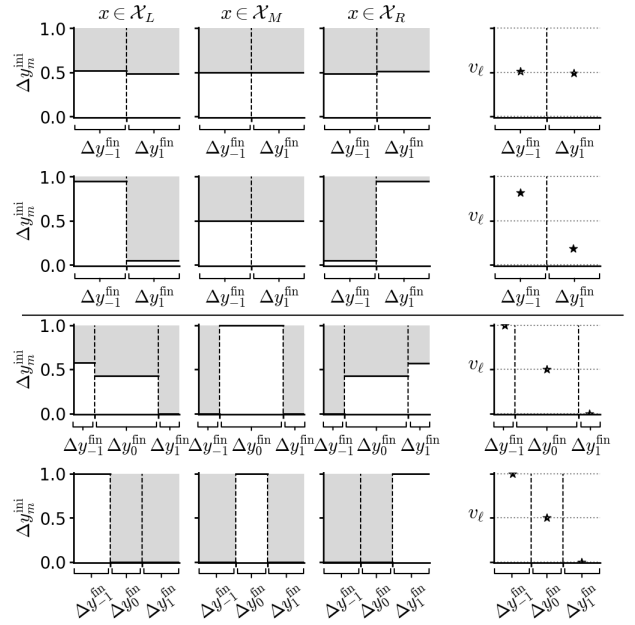 x ∈ 𝒳_L x ∈ 𝒳_M x ∈ 𝒳_R
Δy_m^ini 1.0 0.5 0.0 v_ℓ
Δy_{-1}^fin Δy_1^fin Δy_{-1}^fin Δy_1^fin Δy_{-1}^fin Δy_1^fin Δy_{-1}^fin Δy_1^fin
Δy_m^ini 1.0 0.5 0.0 v_ℓ
Δy_{-1}^fin Δy_1^fin Δy_{-1}^fin Δy_1^fin Δy_{-1}^fin Δy_1^fin Δy_{-1}^fin Δy_1^fin
Δy_m^ini 1.0 0.5 0.0 v_ℓ
Δy_{-1}^fin Δy_0^fin Δy_1^fin Δy_{-1}^fin Δy_0^fin Δy_1^fin Δy_{-1}^fin Δy_0^fin Δy_1^fin Δy_{-1}^fin Δy_0^fin Δy_1^fin
Δy_m^ini 1.0 0.5 0.0 v_ℓ
Δy_{-1}^fin Δy_0^fin Δy_1^fin Δy_{-1}^fin Δy_0^fin Δy_1^fin Δy_{-1}^fin Δy_0^fin Δy_1^fin Δy_{-1}^fin Δy_0^fin Δy_1^fin